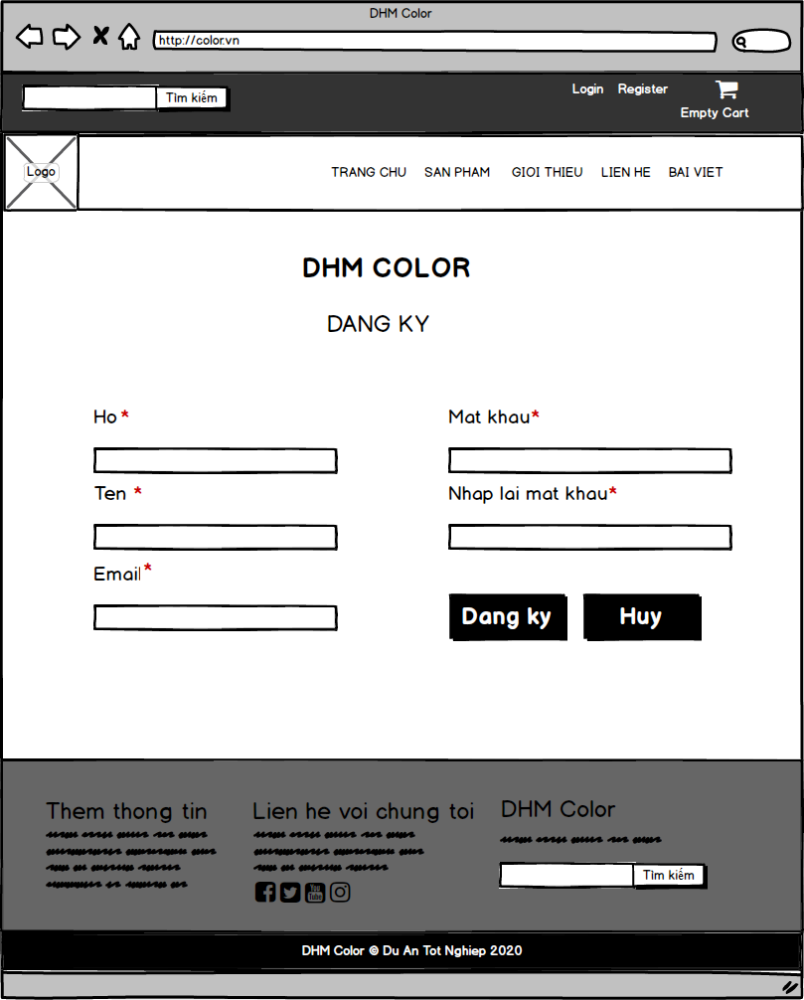 DHM Color
http://color.vn
Tìm kiếm
Login Register
Empty Cart
Logo
TRANG CHU SAN PHAM GIOI THIEU LIEN HE BAI VIET
DHM COLOR
DANG KY
Ho *
Mat khau*
Ten *
Nhap lai mat khau*
Email *
Dang ky Huy
Them thong tin
Lien he voi chung toi
You Tube
DHM Color
Tìm kiếm
DHM Color © Du An Tot Nghiep 2020